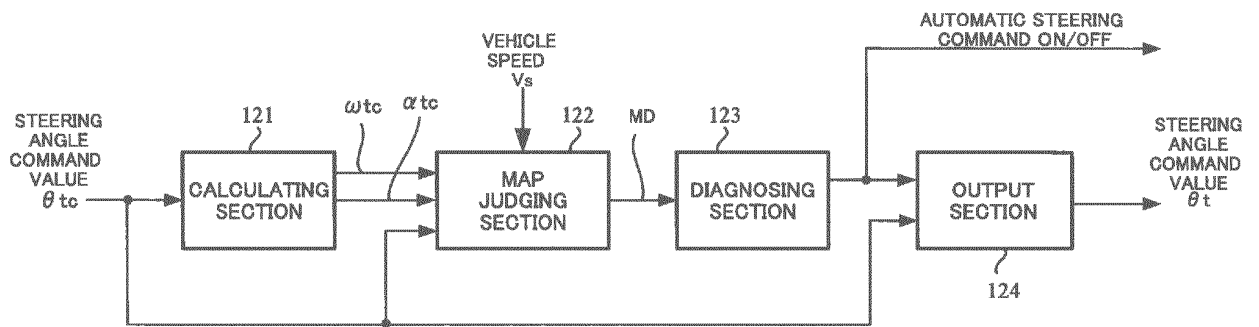 AUTOMATIC STEERING
COMMAND ON/OFF
VEHICLE
SPEED
Vs
STEERING
ANGLE
COMMAND
VALUE
θtc
121
ωtc
αtc
122
MD
123
STEERING
ANGLE
COMMAND
VALUE
θt
CALCULATING
SECTION
MAP
JUDGING
SECTION
DIAGNOSING
SECTION
OUTPUT
SECTION
124